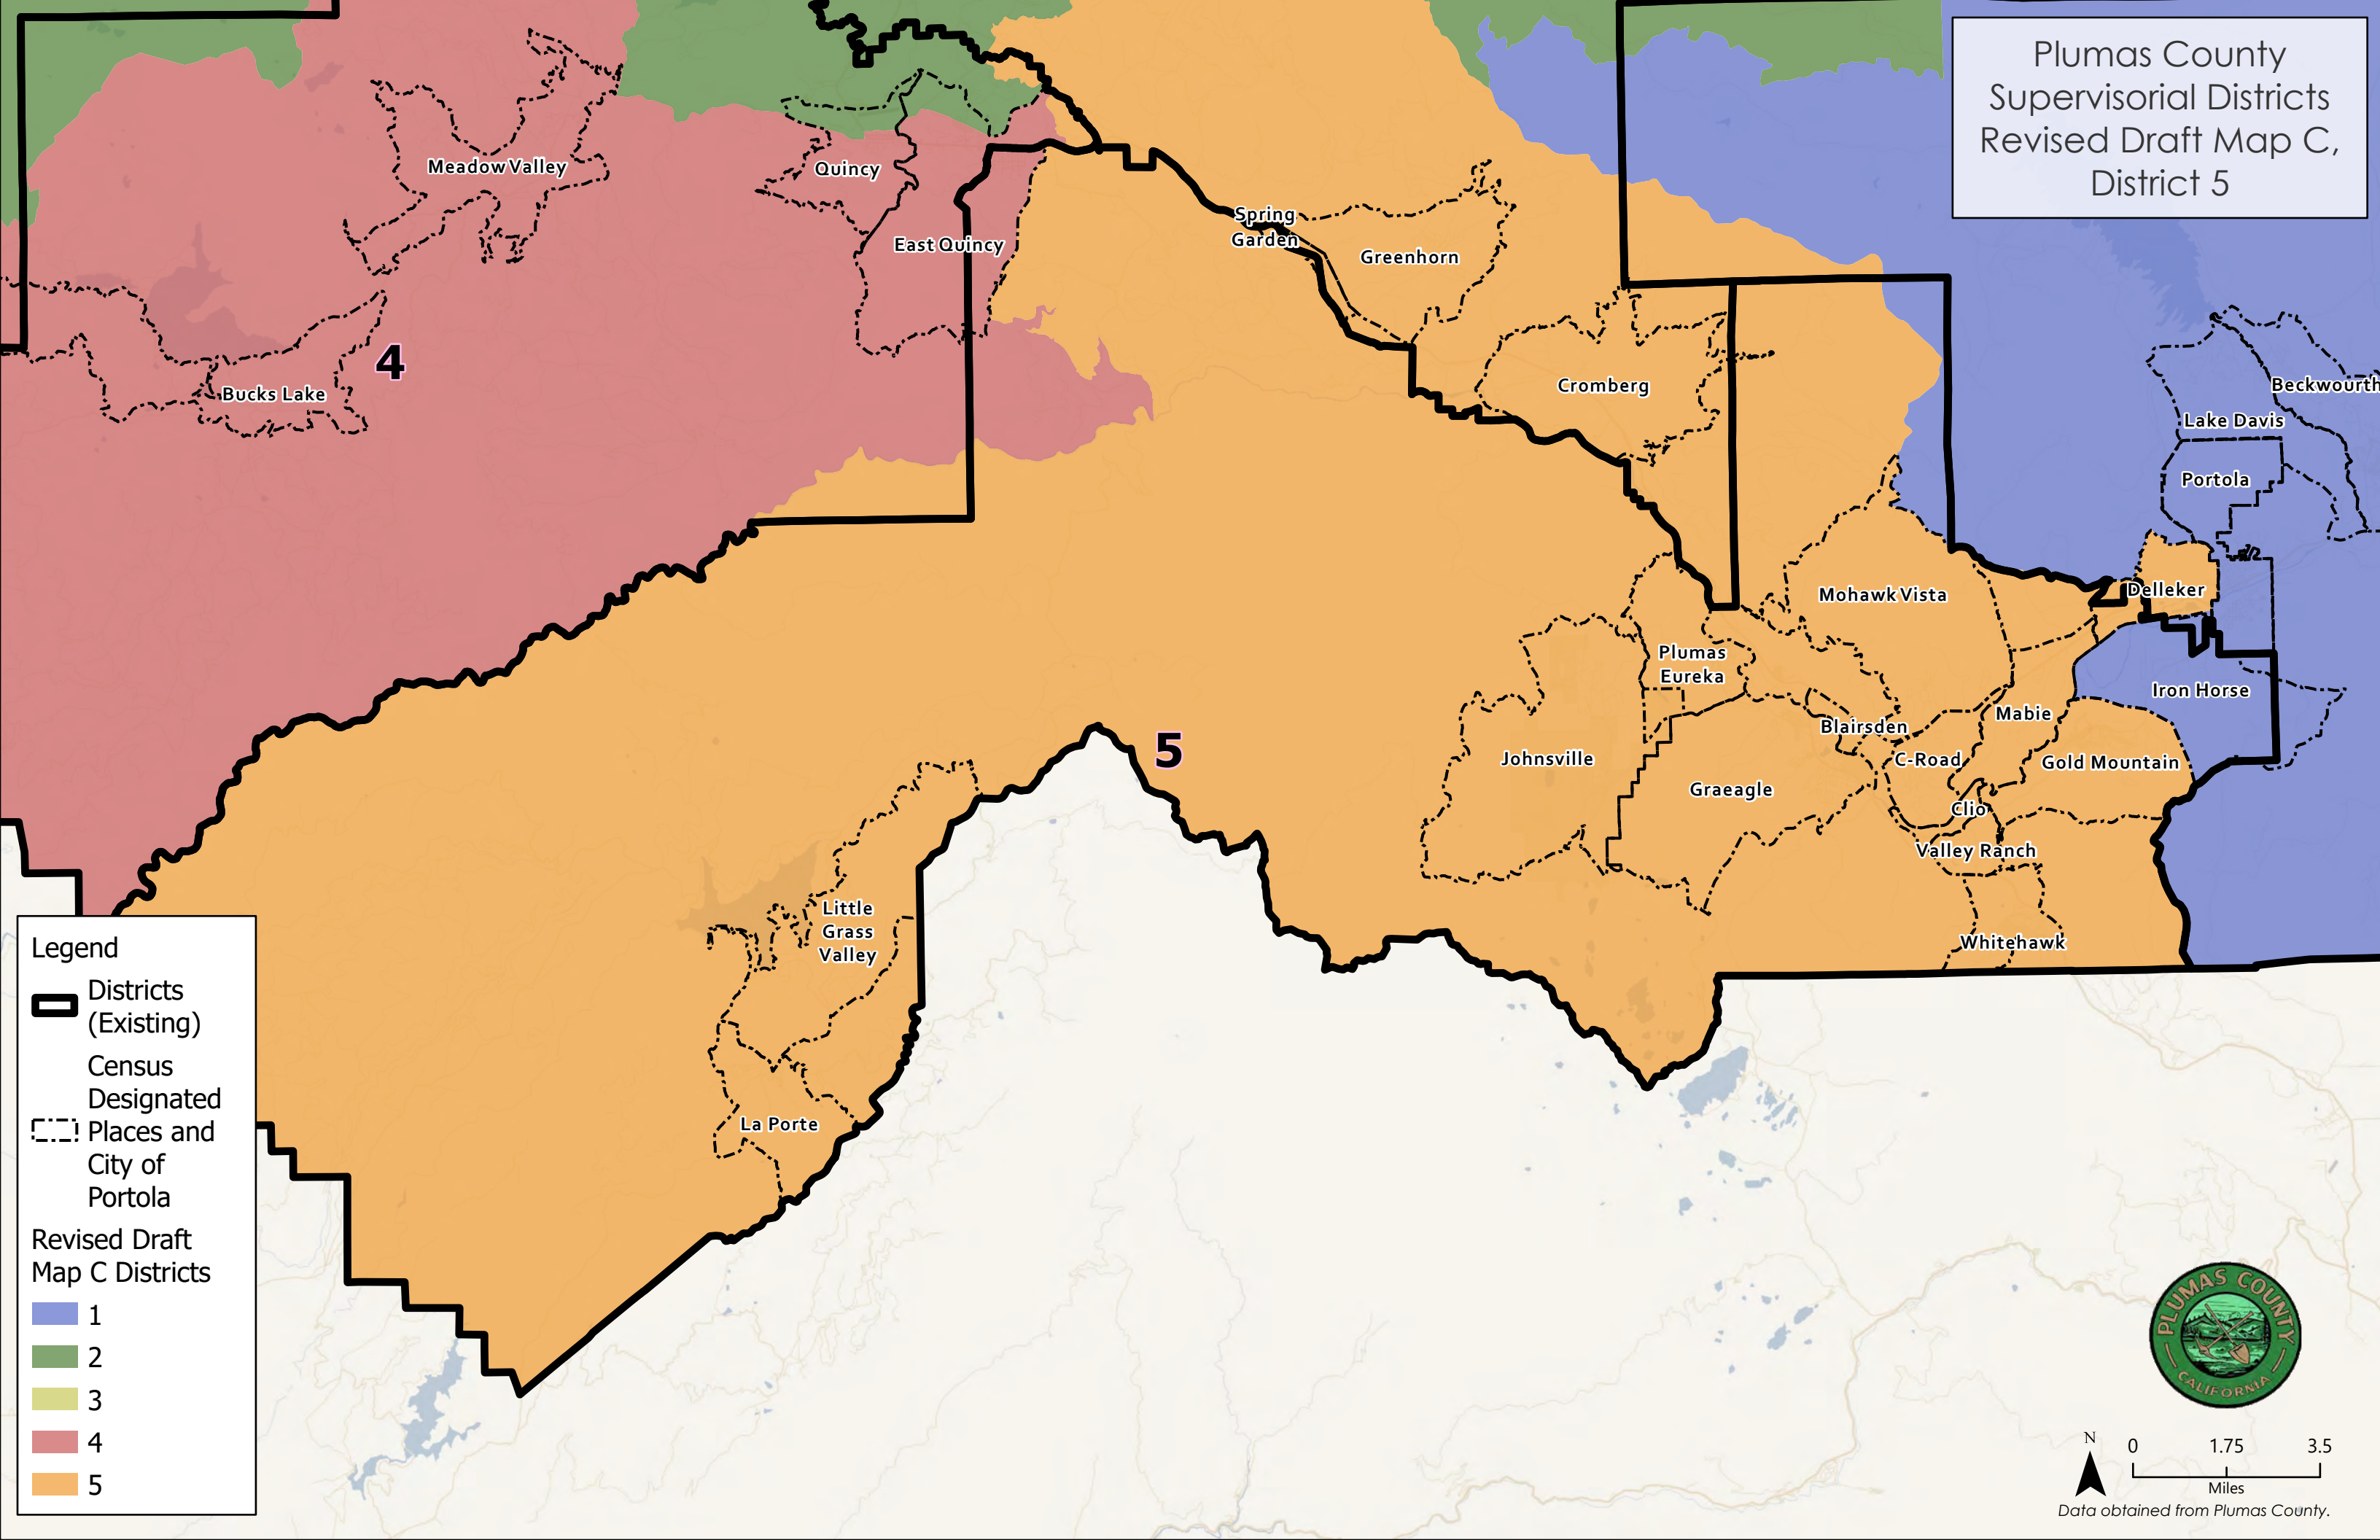 Plumas County
Supervisorial Districts
Revised Draft Map C,
District 5
Meadow Valley
Quincy
East Quincy
Spring
Garden
Greenhorn
4
Bucks Lake
Cromberg
Beckwourth
Lake Davis
Portola
Delleker
Mohawk Vista
Plumas
Eureka
Iron Horse
Mabie
Blairsden
5
Johnsville
C-Road
Gold Mountain
Graeagle
Clio
Valley Ranch
Little
Grass
Valley
Whitehawk
La Porte
Legend
Districts
(Existing)
Census
Designated
Places and
City of
Portola
Revised Draft
Map C Districts
1
2
3
4
5
PLUMAS COUNTY
CALIFORNIA
N
0 1.75 3.5
Miles
Data obtained from Plumas County.